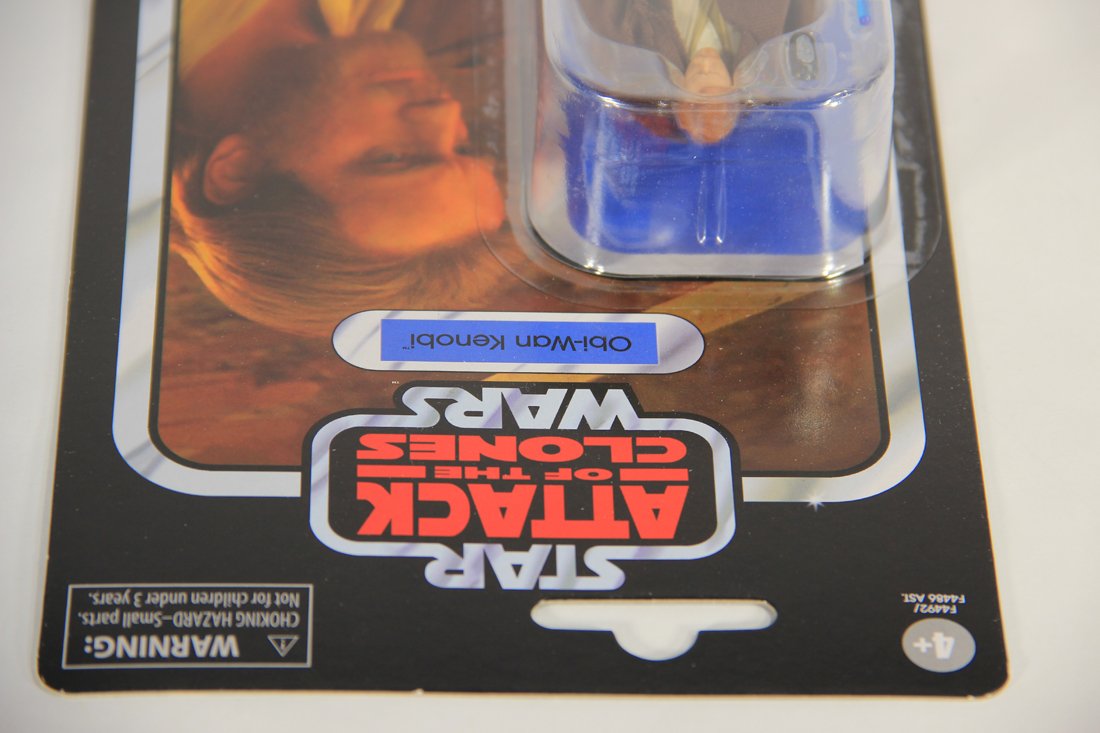 WARNING:
CHOKING HAZARD—Small parts.
Not for children under 3 years.
4+
F4492/
F4486 AST.
STAR
ATTACK
OF THE
CLONES
WARS
Obi-Wan Kenobi™